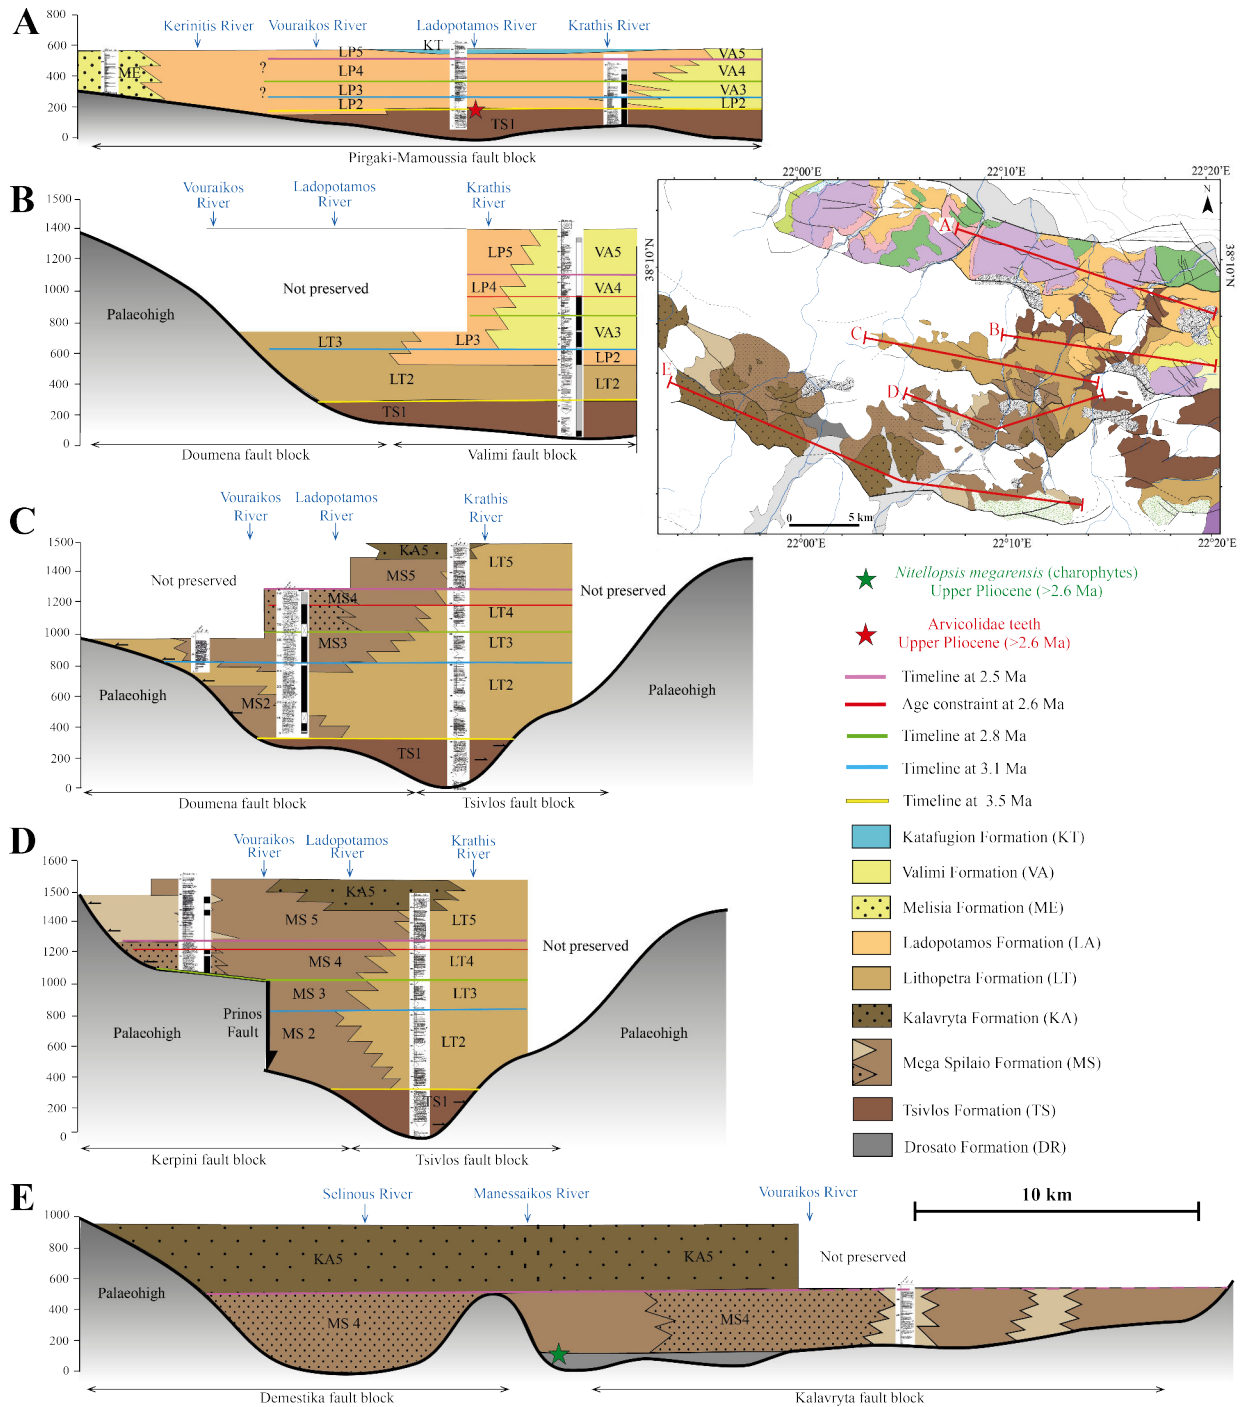 A
800
600
400
200
0
Kerinitis River
Vouraikos River
Ladopotamos River
Krathis River
KT
LP5
VA5
ME
?
LP4
VA4
?
LP3
VA3
LP2
LP2
TS1
Pirgaki-Mamoussia fault block
B
1500
1400
1200
1000
800
600
400
200
0
Vouraikos
River
Ladopotamos
River
Krathis
River
LP5
VA5
Not preserved
LP4
VA4
Palaeohigh
LT3
LP3
VA3
LP2
LT2
LT2
TS1
Doumena fault block
Valimi fault block
22°00'E
22°10'E
22°20'E
N
38°10'N
38°10'N
A
B
C
D
E
0
5 km
22°00'E
22°10'E
22°20'E
C
1500
1400
1200
1000
800
600
400
200
0
Vouraikos
River
Ladopotamos
River
Krathis
River
KA5
LT5
Not preserved
MS5
Not preserved
MS4
LT4
MS3
LT3
LT2
Palaeohigh
MS2
Palaeohigh
TS1
Doumena fault block
Tsivlos fault block
D
1600
1500
1400
1200
1000
800
600
400
200
0
Vouraikos
River
Ladopotamos
River
Krathis
River
KA5
MS 5
LT5
Not preserved
MS 4
LT4
MS 3
LT3
Prinos
Fault
Palaeohigh
MS 2
LT2
Palaeohigh
TS1
Kerpini fault block
Tsivlos fault block
Nitellopsis megarensis (charophytes)
Upper Pliocene (>2.6 Ma)
Arvicolidae teeth
Upper Pliocene (>2.6 Ma)
Timeline at 2.5 Ma
Age constraint at 2.6 Ma
Timeline at 2.8 Ma
Timeline at 3.1 Ma
Timeline at 3.5 Ma
Katafugion Formation (KT)
Valimi Formation (VA)
Melisia Formation (ME)
Ladopotamos Formation (LA)
Lithopetra Formation (LT)
Kalavryta Formation (KA)
Mega Spilaio Formation (MS)
Tsivlos Formation (TS)
Drosato Formation (DR)
E
1000
800
600
400
200
0
Selinous River
Manessaikos River
Vouraikos River
10 km
KA5
KA5
Not preserved
Palaeohigh
MS 4
MS4
Demestika fault block
Kalavryta fault block